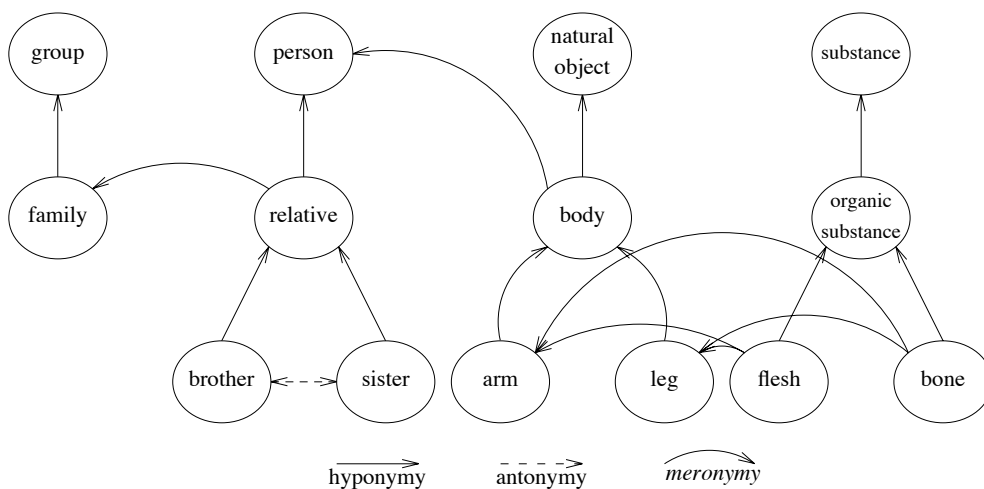 group
person
natural
object
substance
family
relative
body
organic
substance
brother
sister
arm
leg
flesh
bone
hyponymy
antonymy
meronymy